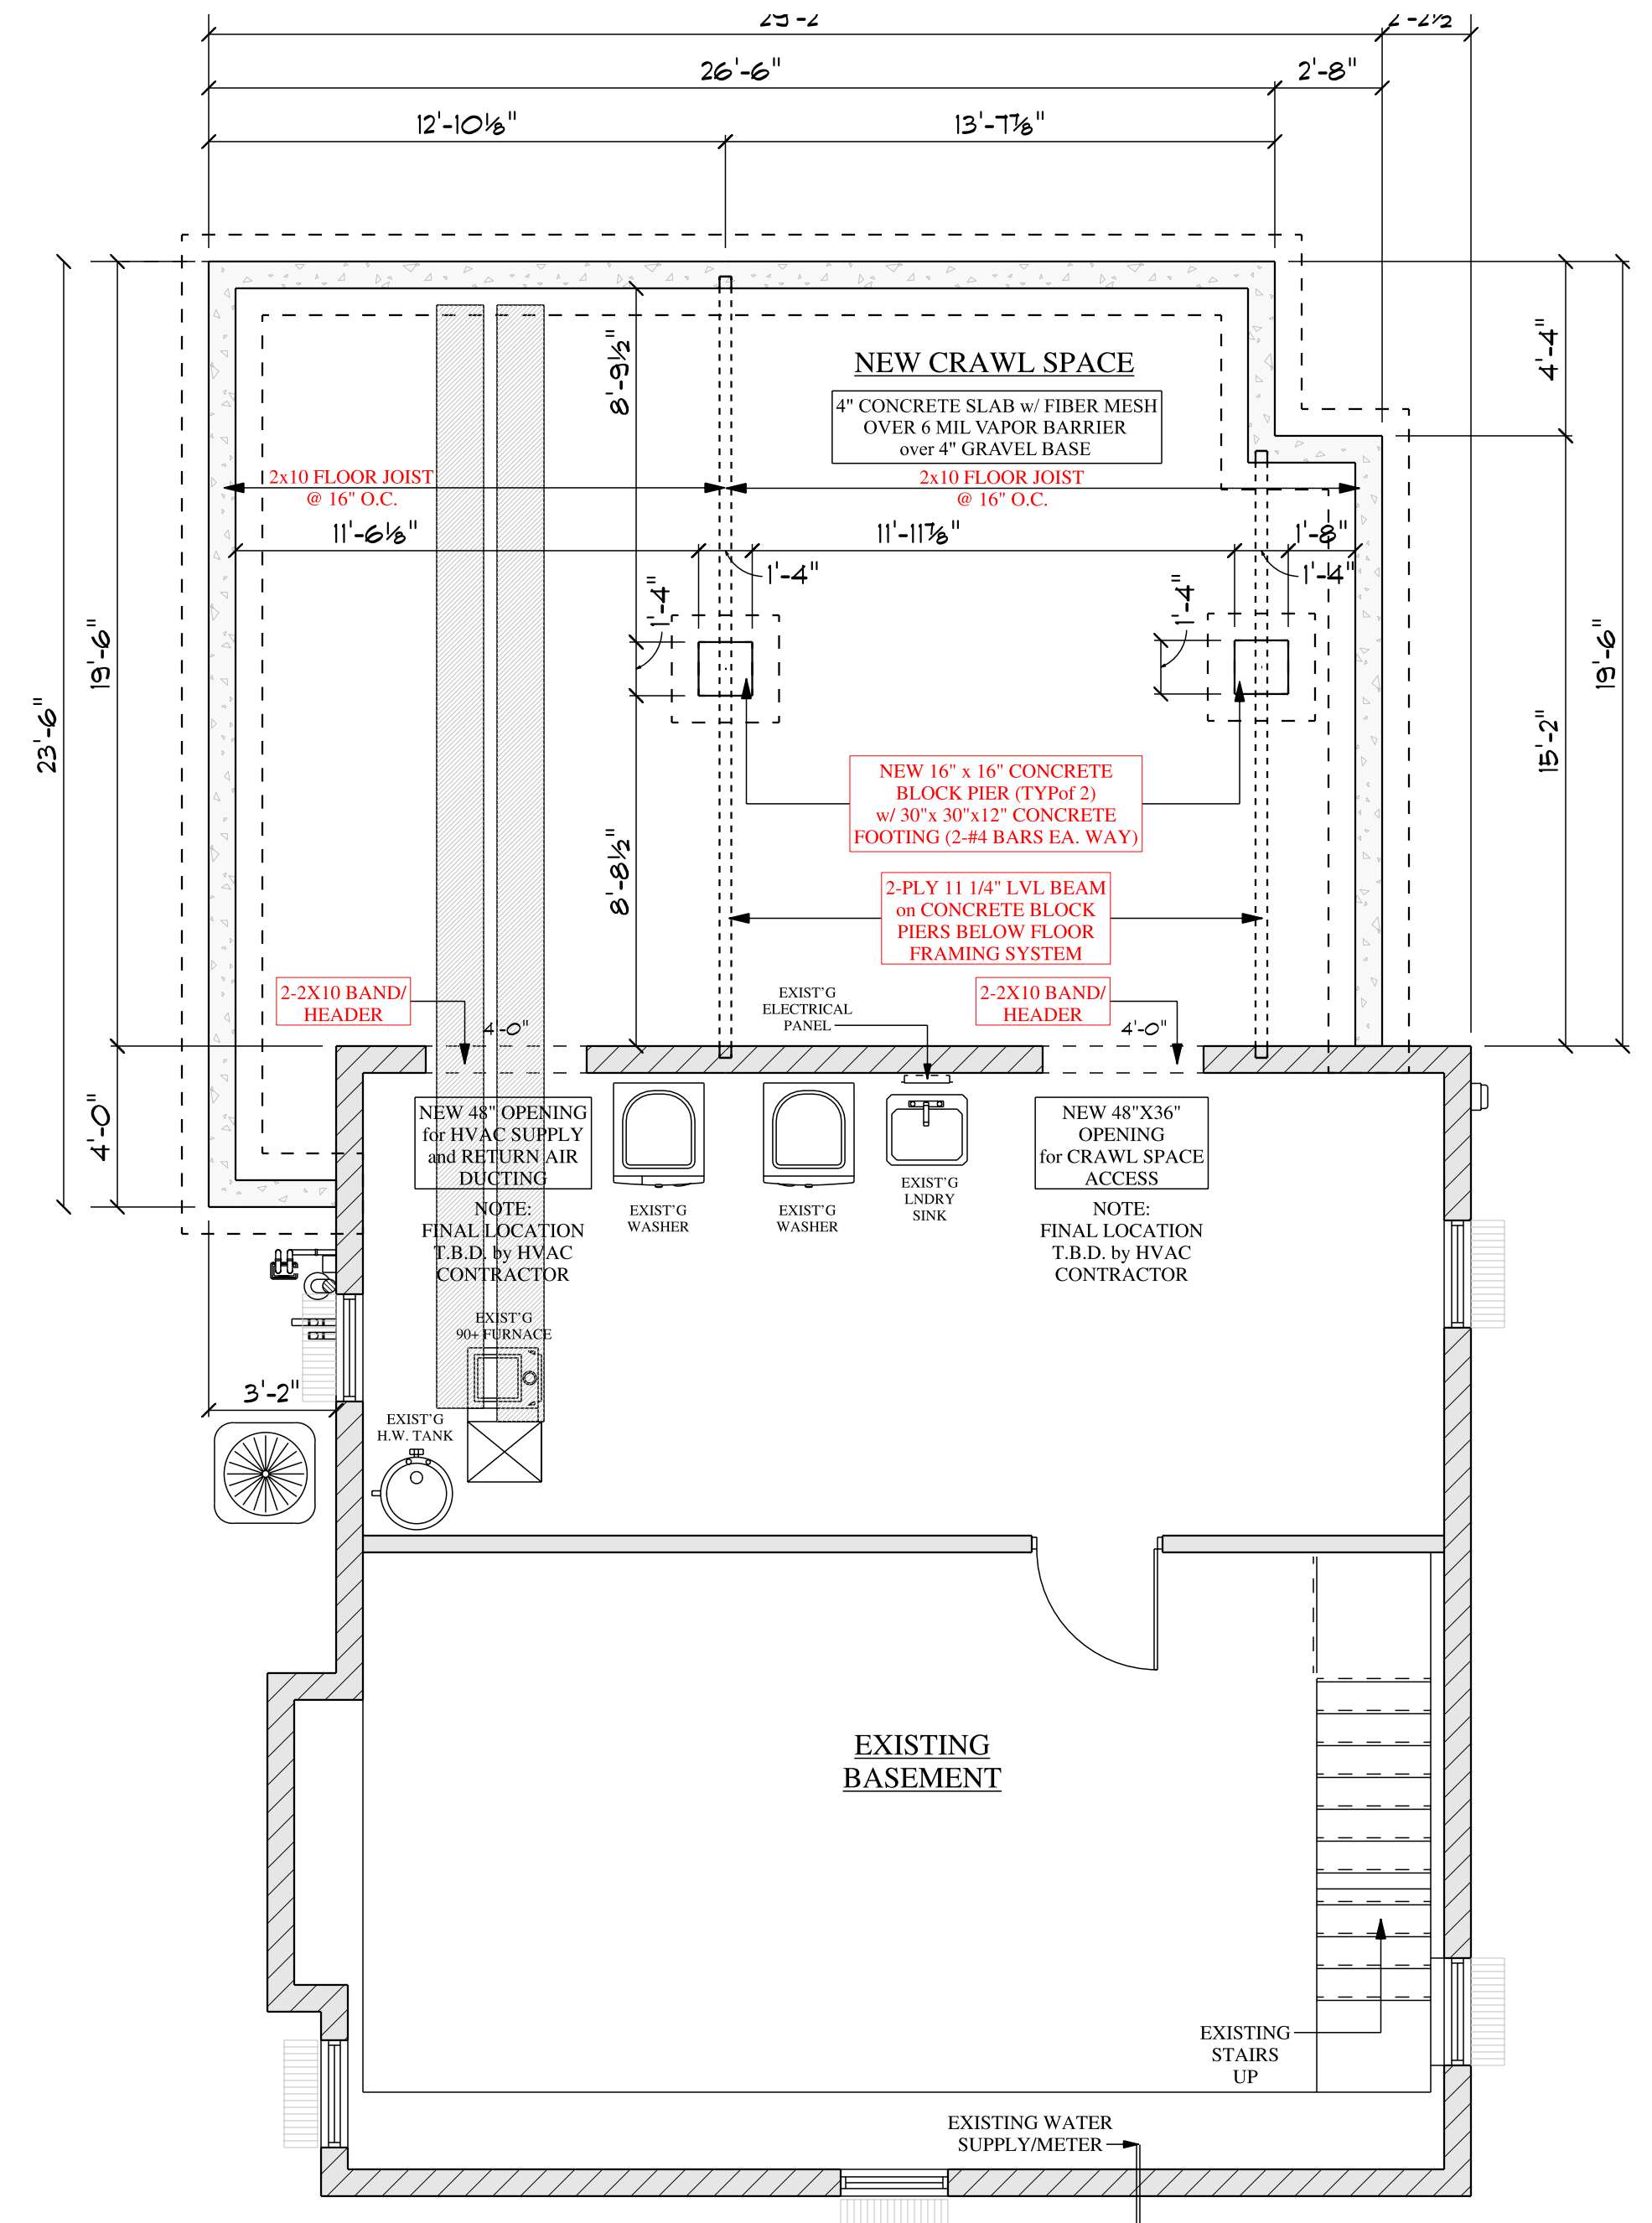 29'-2
2'-2½
26'-6"
2'-8"
12'-10⅛"
13'-7⅞"
NEW CRAWL SPACE
4" CONCRETE SLAB w/ FIBER MESH
OVER 6 MIL VAPOR BARRIER
over 4" GRAVEL BASE
8'-9½"
4'-4"
2x10 FLOOR JOIST
@ 16" O.C.
2x10 FLOOR JOIST
@ 16" O.C.
11'-6⅛"
11'-11⅞"
1'-8"
1'-4"
1'-4"
1'-4"
1'-4"
19'-6"
19'-6"
23'-6"
15'-2"
NEW 16" x 16" CONCRETE
BLOCK PIER (TYPof 2)
w/ 30"x 30"x12" CONCRETE
FOOTING (2-#4 BARS EA. WAY)
8'-8½"
2-PLY 11 1/4" LVL BEAM
on CONCRETE BLOCK
PIERS BELOW FLOOR
FRAMING SYSTEM
2-2X10 BAND/
HEADER
EXIST'G
ELECTRICAL
PANEL
2-2X10 BAND/
HEADER
4'-0"
4'-0"
4'-0"
NEW 48" OPENING
for HVAC SUPPLY
and RETURN AIR
DUCTING
NOTE:
FINAL LOCATION
T.B.D. by HVAC
CONTRACTOR
EXIST'G
WASHER
EXIST'G
WASHER
EXIST'G
LNDRY
SINK
NEW 48"X36"
OPENING
for CRAWL SPACE
ACCESS
NOTE:
FINAL LOCATION
T.B.D. by HVAC
CONTRACTOR
EXIST'G
90+ FURNACE
3'-2"
EXIST'G
H.W. TANK
EXISTING
BASEMENT
EXISTING
STAIRS
UP
EXISTING WATER
SUPPLY/METER